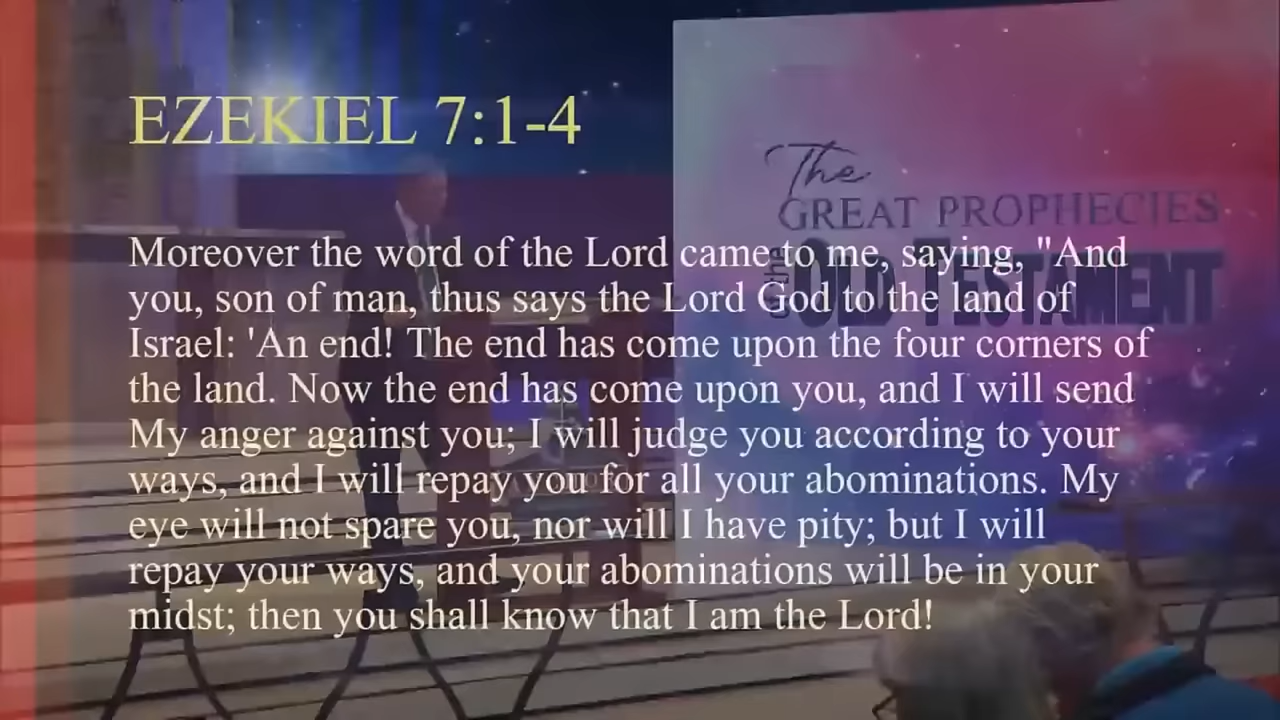 EZEKIEL 7:1-4
The
GREAT PROPHECIES
of the
OLD TESTAMENT
Moreover the word of the Lord came to me, saying, "And
you, son of man, thus says the Lord God to the land of
Israel: 'An end! The end has come upon the four corners of
the land. Now the end has come upon you, and I will send
My anger against you; I will judge you according to your
ways, and I will repay you for all your abominations. My
eye will not spare you, nor will I have pity; but I will
repay your ways, and your abominations will be in your
midst; then you shall know that I am the Lord!